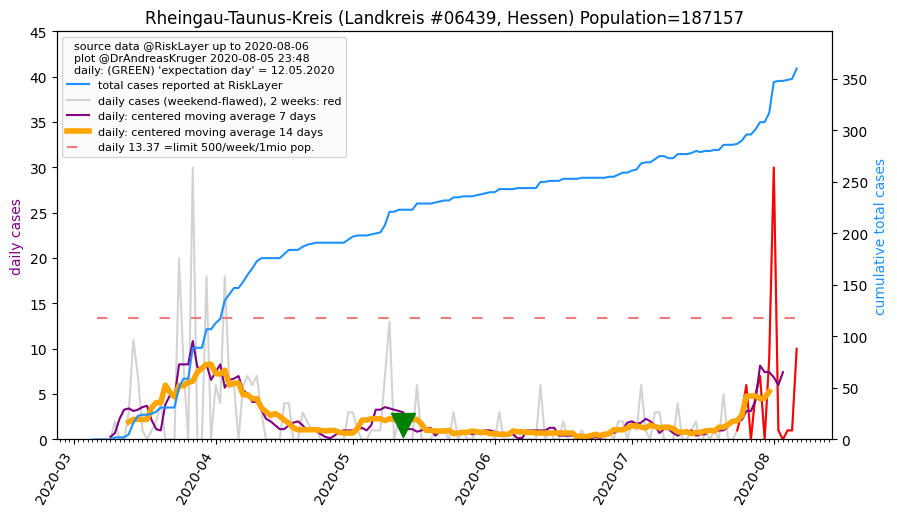 Rheingau-Taunus-Kreis (Landkreis #06439, Hessen) Population=187157
source data @RiskLayer up to 2020-08-06
plot @DrAndreasKruger 2020-08-05 23:48
daily: (GREEN) 'expectation day' = 12.05.2020
total cases reported at RiskLayer
daily cases (weekend-flawed), 2 weeks: red
daily: centered moving average 7 days
daily: centered moving average 14 days
daily 13.37 =limit 500/week/1mio pop.
daily cases
45
40
35
30
25
20
15
10
5
0
350
300
250
200
150
100
50
0
cumulative total cases
2020-03
2020-04
2020-05
2020-06
2020-07
2020-08